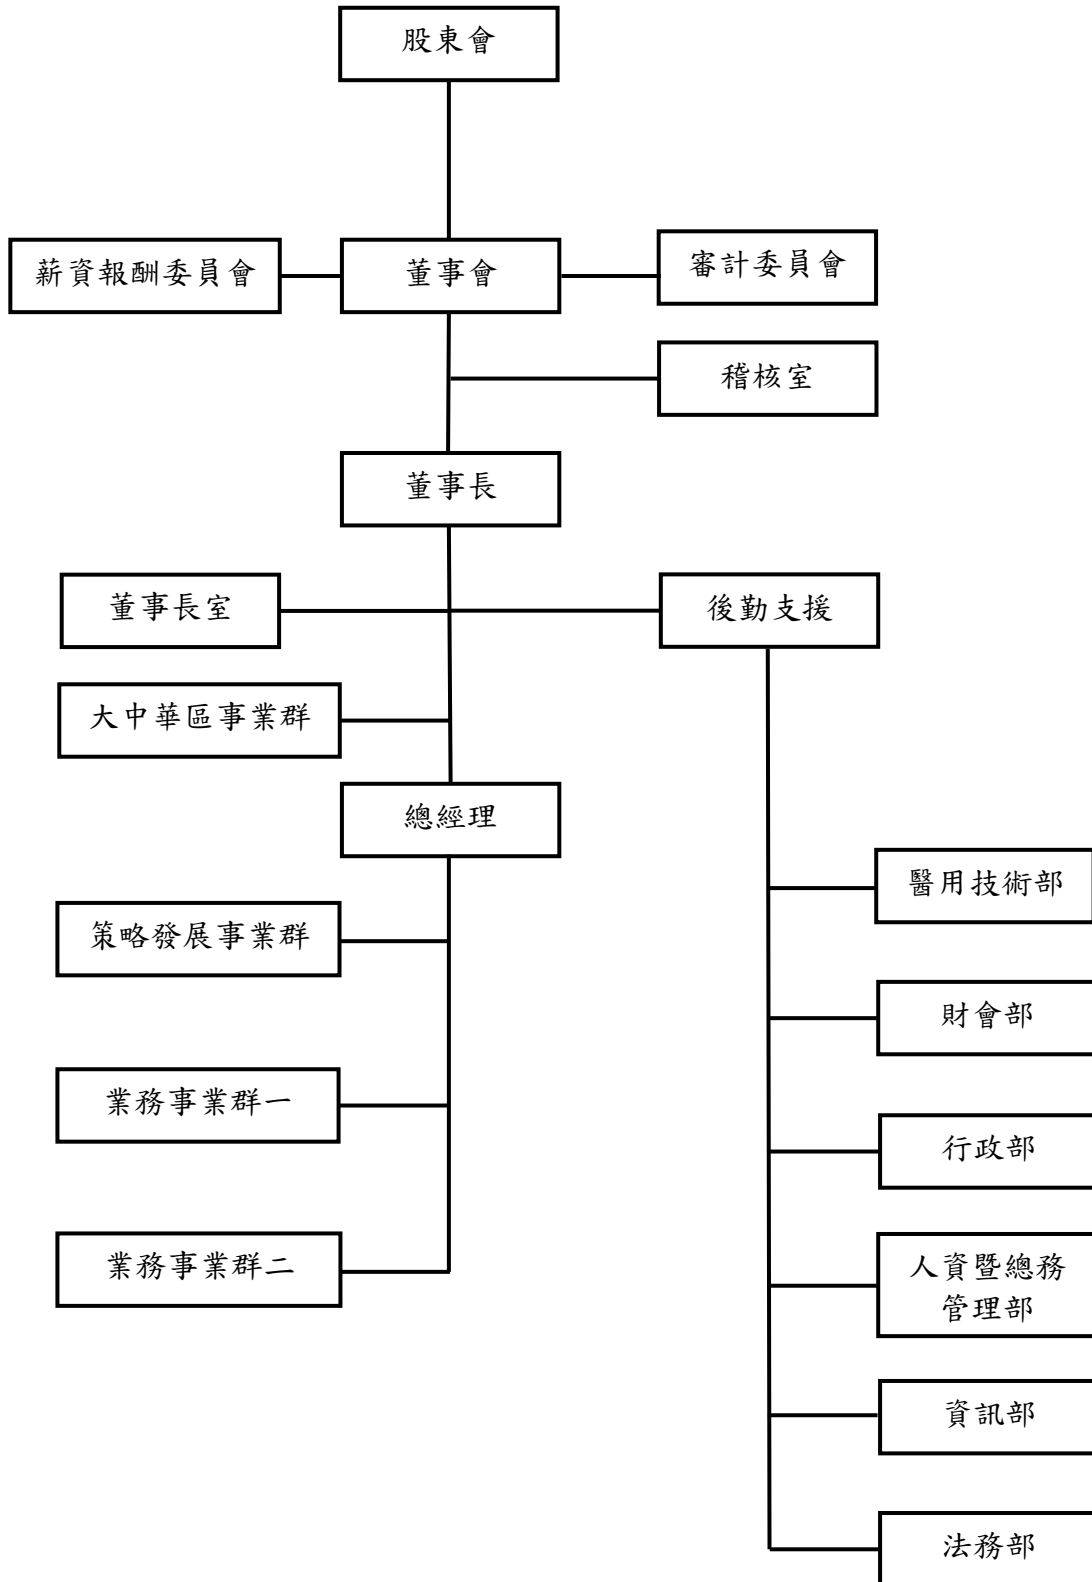 股東會
薪資報酬委員會
董事會
審計委員會
稽核室
董事長
董事長室
後勤支援
大中華區事業群
總經理
醫用技術部
策略發展事業群
財會部
業務事業群一
行政部
業務事業群二
人資暨總務
管理部
資訊部
法務部